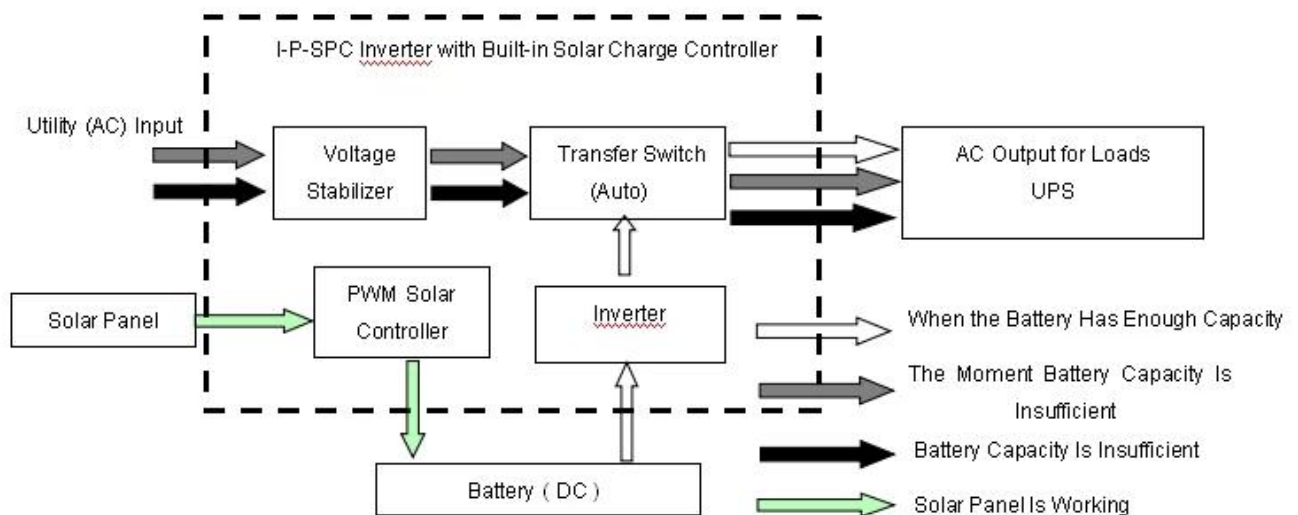 I-P-SPC Inverter with Built-in Solar Charge Controller
Utility (AC) Input
Voltage
Stabilizer
Transfer Switch
(Auto)
AC Output for Loads
UPS
Solar Panel
PWM Solar
Controller
Inverter
When the Battery Has Enough Capacity
The Moment Battery Capacity Is
Insufficient
Battery Capacity Is Insufficient
Battery ( DC )
Solar Panel Is Working